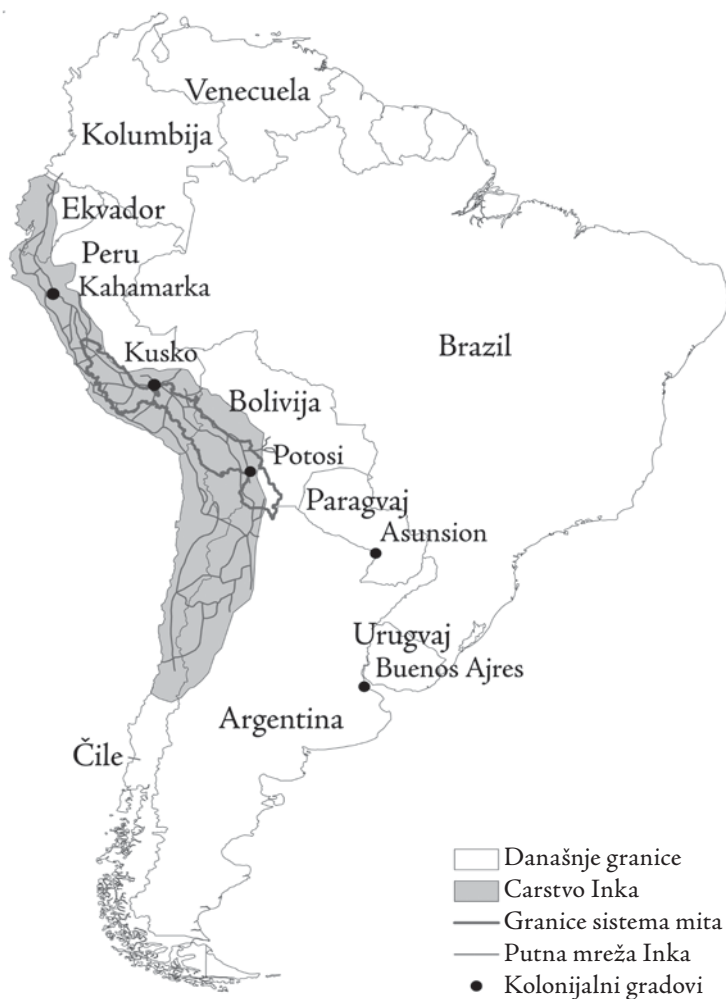 Venecuela
Kolumbija
Ekvador
Peru
Kahamarka
Brazil
Kusko
Bolivija
Potosi
Paragvaj
Asunsion
Urugvaj
Buenos Ajres
Argentina
Čile
Današnje granice
Carstvo Inka
Granice sistema mita
Putna mreža Inka
Kolonijalni gradovi